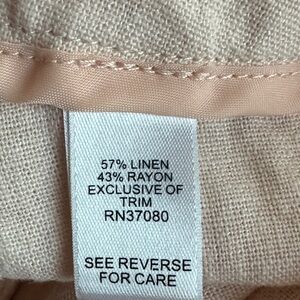 57% LINEN
43% RAYON
EXCLUSIVE OF
TRIM
RN37080
SEE REVERSE
FOR CARE